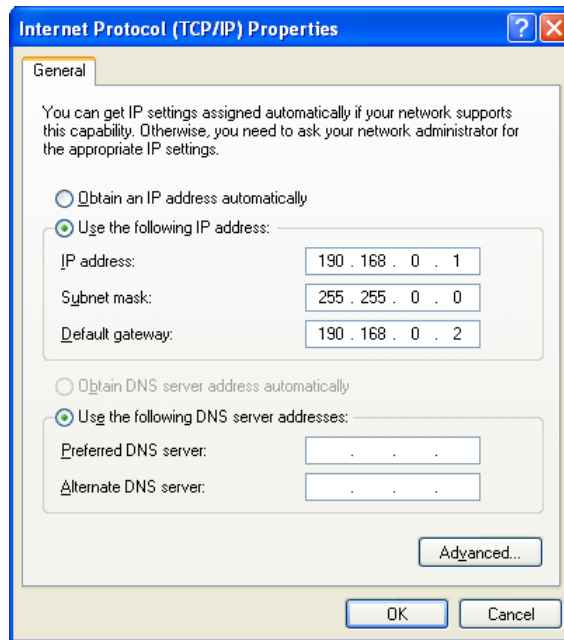 Internet Protocol (TCP/IP) Properties
General
You can get IP settings assigned automatically if your network supports
this capability. Otherwise, you need to ask your network administrator for
the appropriate IP settings.
Obtain an IP address automatically
Use the following IP address:
IP address: 190 . 168 . 0 . 1
Subnet mask: 255 . 255 . 0 . 0
Default gateway: 190 . 168 . 0 . 2
Obtain DNS server address automatically
Use the following DNS server addresses:
Preferred DNS server: . . .
Alternate DNS server: . . .
Advanced...
OK Cancel